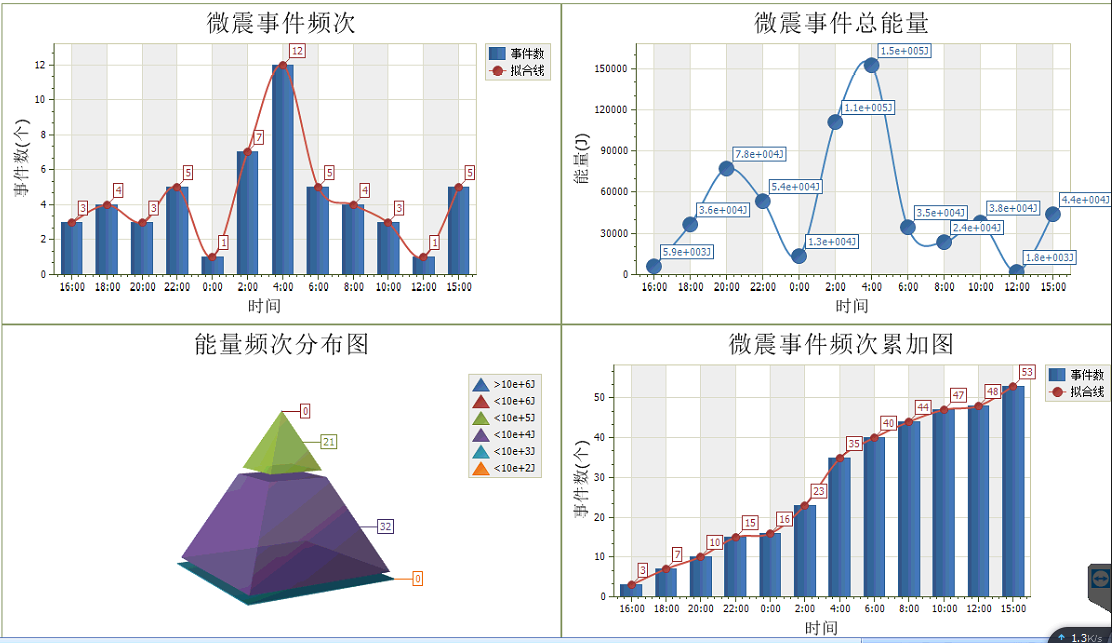 微震事件频次
事件数(个)
12
10
8
6
4
2
0
3
4
3
5
1
7
12
5
4
3
1
5
16:00
18:00
20:00
22:00
0:00
2:00
4:00
6:00
8:00
10:00
12:00
15:00
时间
事件数
拟合线
微震事件总能量
能量(J)
150000
120000
90000
60000
30000
0
5.9e+003J
3.6e+004J
7.8e+004J
5.4e+004J
1.3e+004J
1.1e+005J
1.5e+005J
3.5e+004J
2.4e+004J
3.8e+004J
1.8e+003J
4.4e+004J
16:00
18:00
20:00
22:00
0:00
2:00
4:00
6:00
8:00
10:00
12:00
15:00
时间
能量频次分布图
0
21
32
0
>10e+6J
<10e+6J
<10e+5J
<10e+4J
<10e+3J
<10e+2J
微震事件频次累加图
事件数(个)
50
40
30
20
10
0
3
7
10
15
16
23
35
40
44
47
48
53
16:00
18:00
20:00
22:00
0:00
2:00
4:00
6:00
8:00
10:00
12:00
15:00
时间
事件数
拟合线
1.3K/s